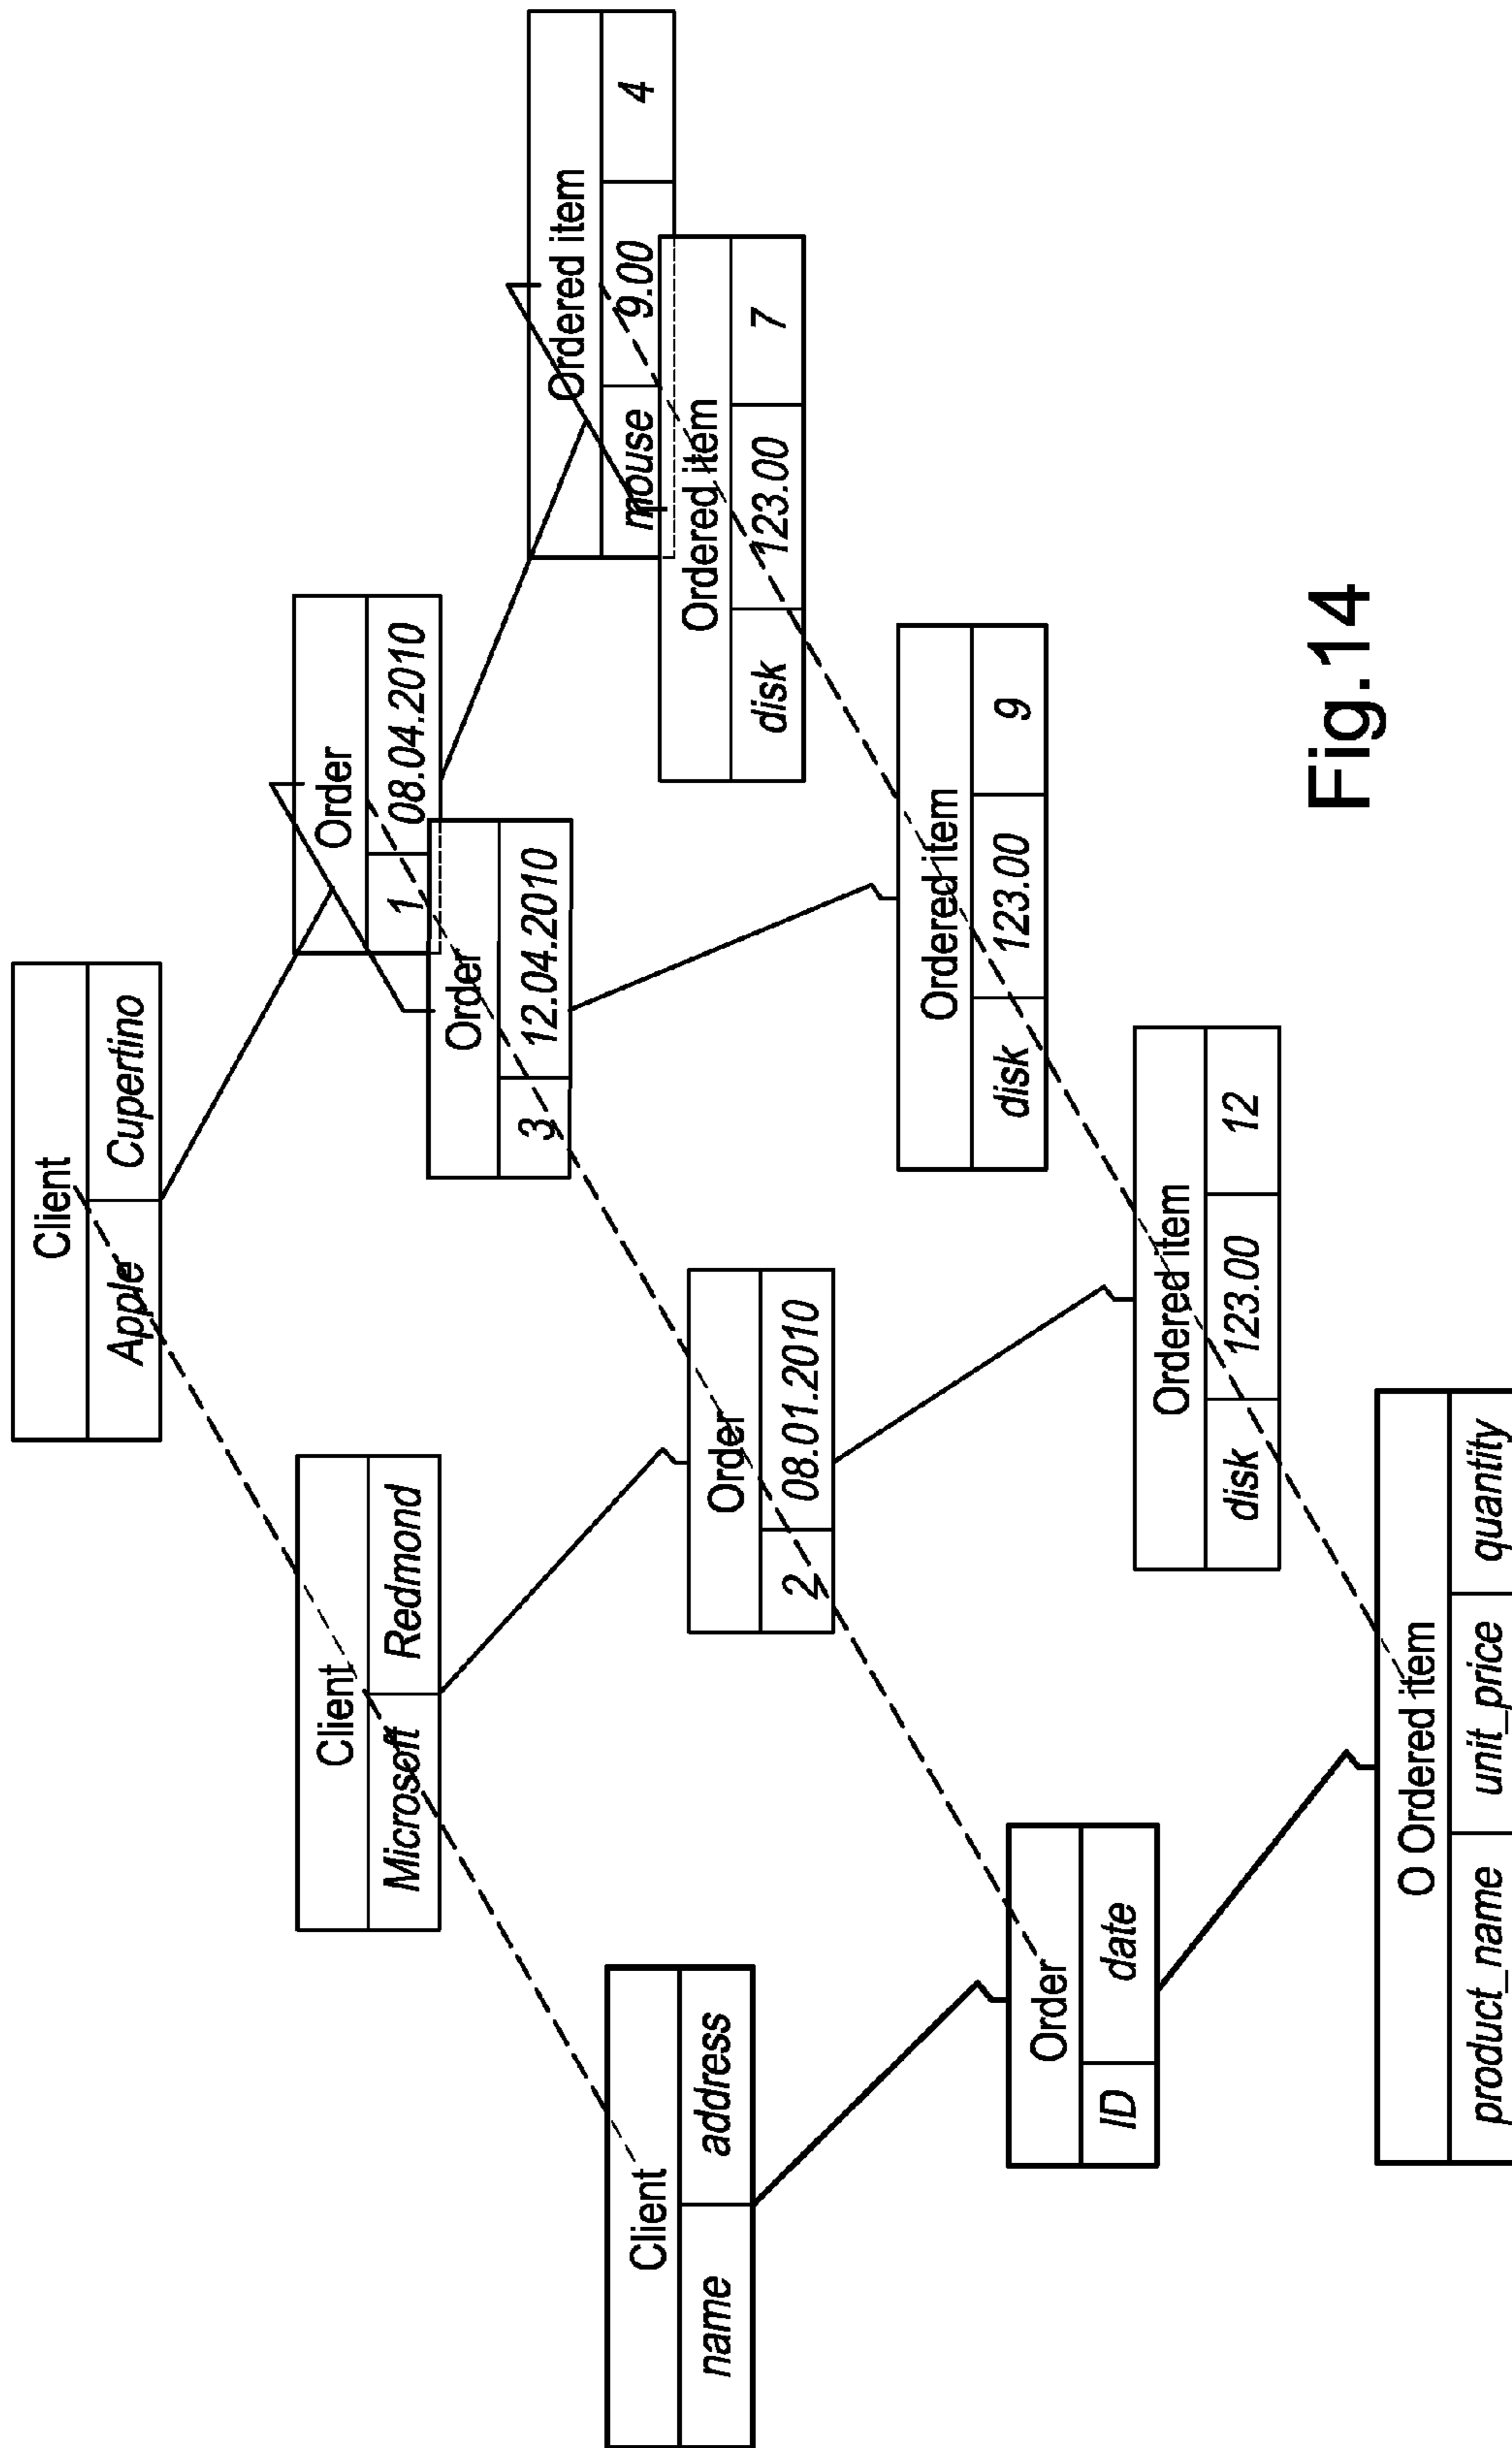 Client
Apple Cupertino
Client
Microsoft Redmond
Client
name address
Order
1 08.04.2010
Order
3 12.04.2010
Order
2 08.01.2010
Order
ID date
Ordered item
mouse 9.00 4
Ordered item
disk 123.00 7
Ordered item
disk 123.00 9
Ordered item
disk 123.00 12
O Ordered item
product_name unit_price quantity
Fig.14